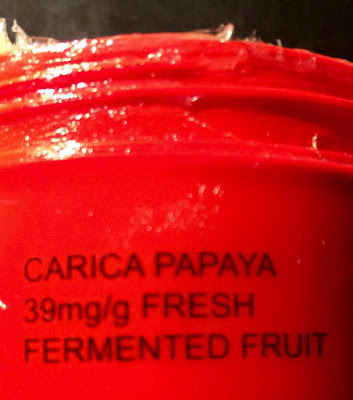 CARICA PAPAYA
39mg/g FRESH
FERMENTED FRUIT